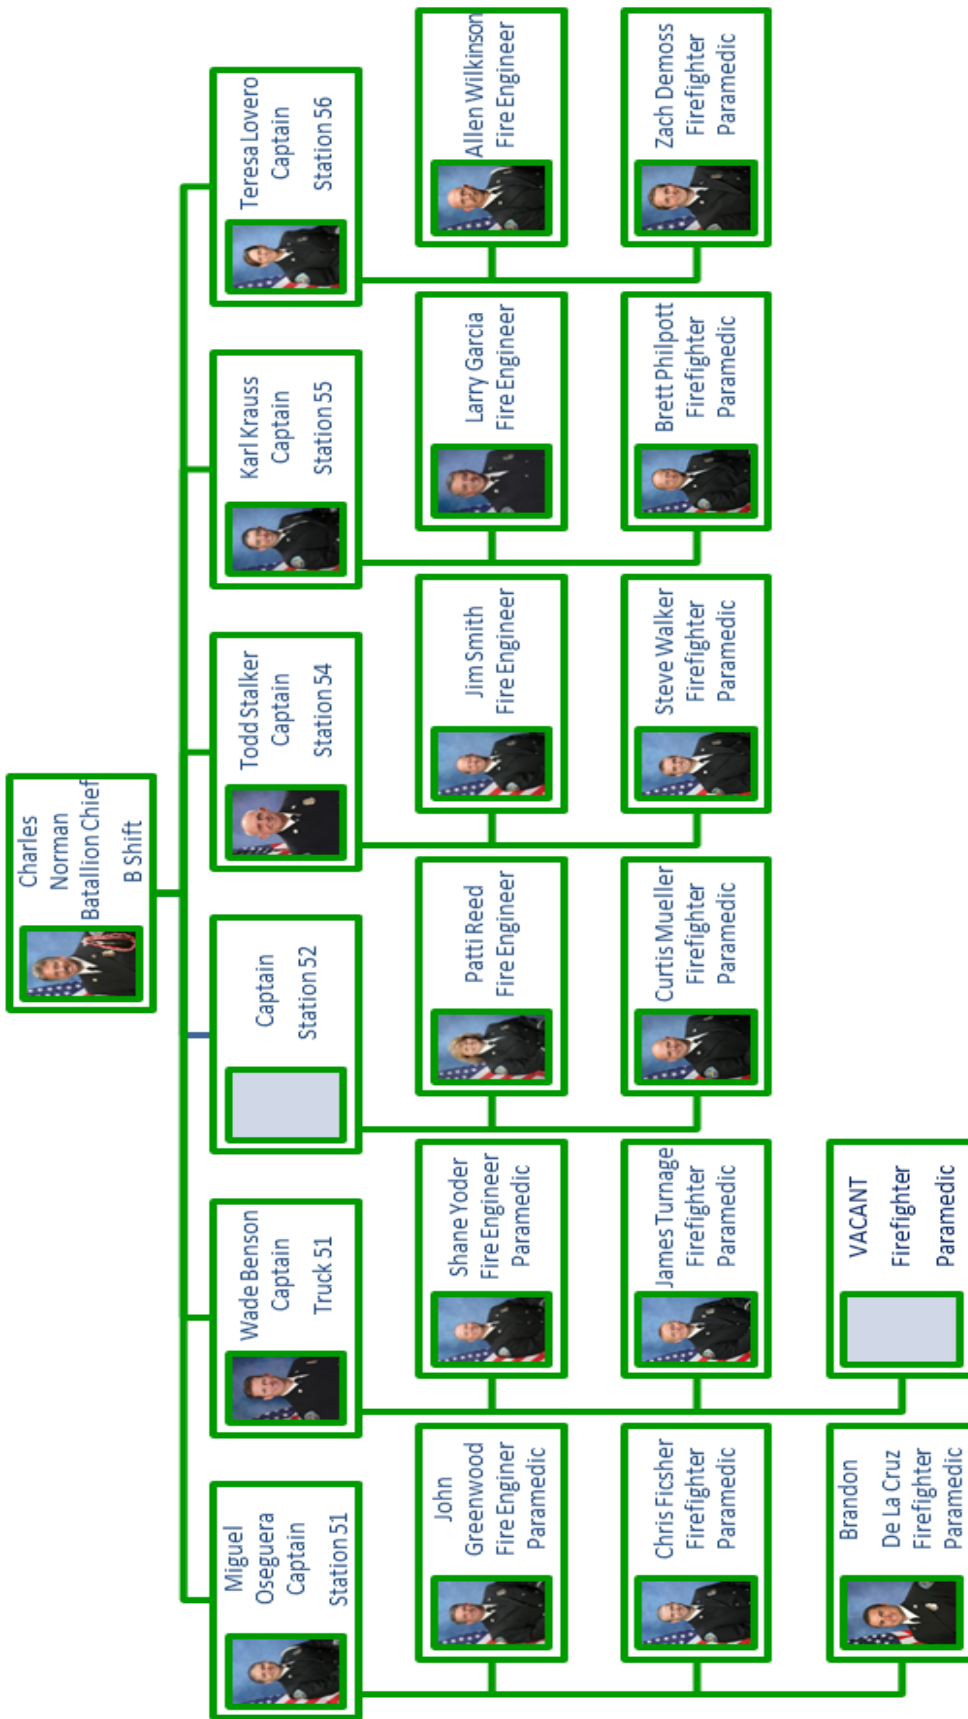 Charles
Norman
Batallion Chief
B Shift
Miguel
Oseguera
Captain
Station 51
Wade Benson
Captain
Truck 51
Captain
Station 52
Todd Stalker
Captain
Station 54
Karl Krauss
Captain
Station 55
Teresa Lovero
Captain
Station 56
John
Greenwood
Fire Enginer
Paramedic
Shane Yoder
Fire Engineer
Paramedic
Patti Reed
Fire Engineer
Jim Smith
Fire Engineer
Larry Garcia
Fire Engineer
Allen Wilkinson
Fire Engineer
Chris Ficsher
Firefighter
Paramedic
James Turnage
Firefighter
Paramedic
Curtis Mueller
Firefighter
Paramedic
Steve Walker
Firefighter
Paramedic
Brett Philpott
Firefighter
Paramedic
Zach Demoss
Firefighter
Paramedic
Brandon
De La Cruz
Firefighter
Paramedic
VACANT
Firefighter
Paramedic